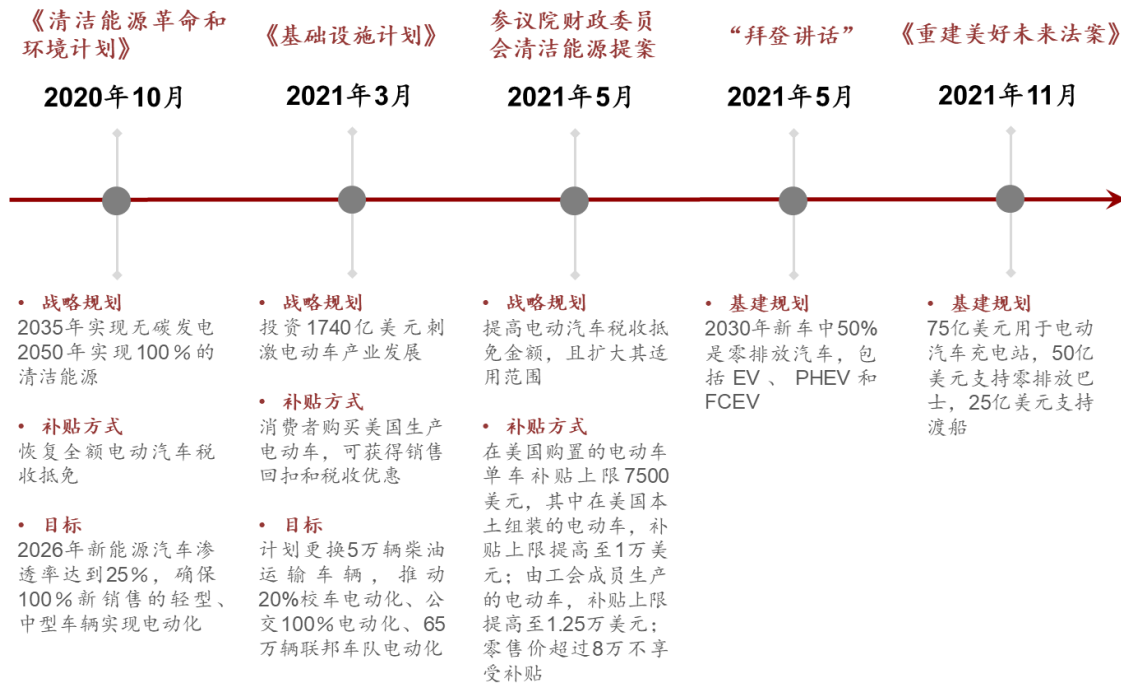 《清洁能源革命和
环境计划》
2020年10月
• 战略规划
2035年实现无碳发电
2050年实现100%的
清洁能源
• 补贴方式
恢复全额电动汽车税
收抵免
• 目标
2026年新能源汽车渗
透率达到25%，确保
100%新销售的轻型、
中型车辆实现电动化
《基础设施计划》
2021年3月
• 战略规划
投资1740亿美元刺
激电动车产业发展
• 补贴方式
消费者购买美国生产
电动车，可获得销售
回扣和税收优惠
• 目标
计划更换5万辆柴油
运输车辆，推动
20%校车电动化、公
交100%电动化、65
万辆联邦车队电动化
参议院财政委员
会清洁能源提案
2021年5月
• 战略规划
提高电动汽车税收抵
免金额，且扩大其适
用范围
• 补贴方式
在美国购置的电动车
单车补贴上限7500
美元，其中在美国本
土组装的电动车，补
贴上限提高至1万美
元；由工会成员生产
的电动车，补贴上限
提高至1.25万美元；
零售价超过8万不享
受补贴
“拜登讲话”
2021年5月
• 基建规划
2030年新车中50%
是零排放汽车，包
括EV、PHEV和
FCEV
《重建美好未来法案》
2021年11月
• 基建规划
75亿美元用于电动
汽车充电站，50亿
美元支持零排放巴
士，25亿美元支持
渡船